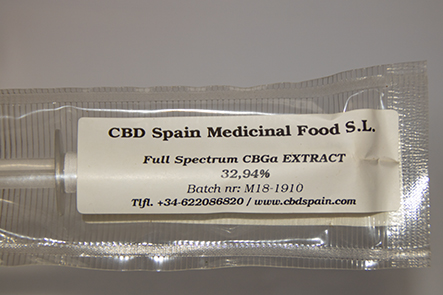 CBD Spain Medicinal Food S.L.
Full Spectrum CBGa EXTRACT
32,94%
Batch nr: M18-1910
Tlfl. +34-622086820 / www.cbdspain.com